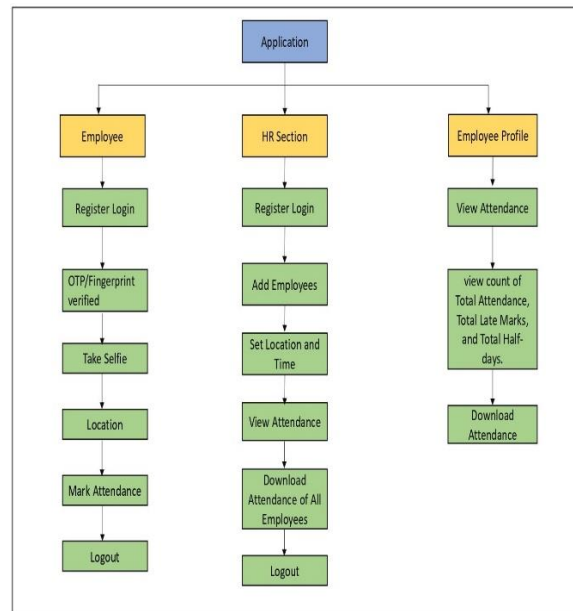 Application
Employee
HR Section
Employee Profile
Register Login
OTP/Fingerprint
verified
Take Selfie
Location
Mark Attendance
Logout
Register Login
Add Employees
Set Location and
Time
View Attendance
Download
Attendance of All
Employees
Logout
View Attendance
view count of
Total Attendance,
Total Late Marks,
and Total Half-
days.
Download
Attendance